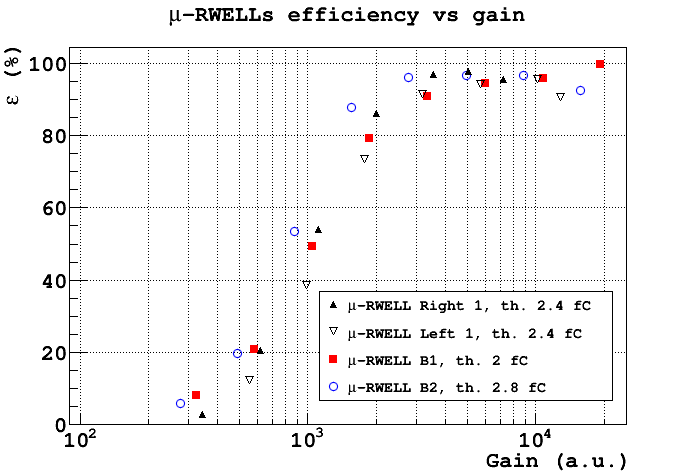 μ-RWELLs efficiency vs gain
ε (%)
100
80
60
40
20
0
μ-RWELL Right 1, th. 2.4 fC
μ-RWELL Left 1, th. 2.4 fC
μ-RWELL B1, th. 2 fC
μ-RWELL B2, th. 2.8 fC
10² 10³ 10⁴
Gain (a.u.)